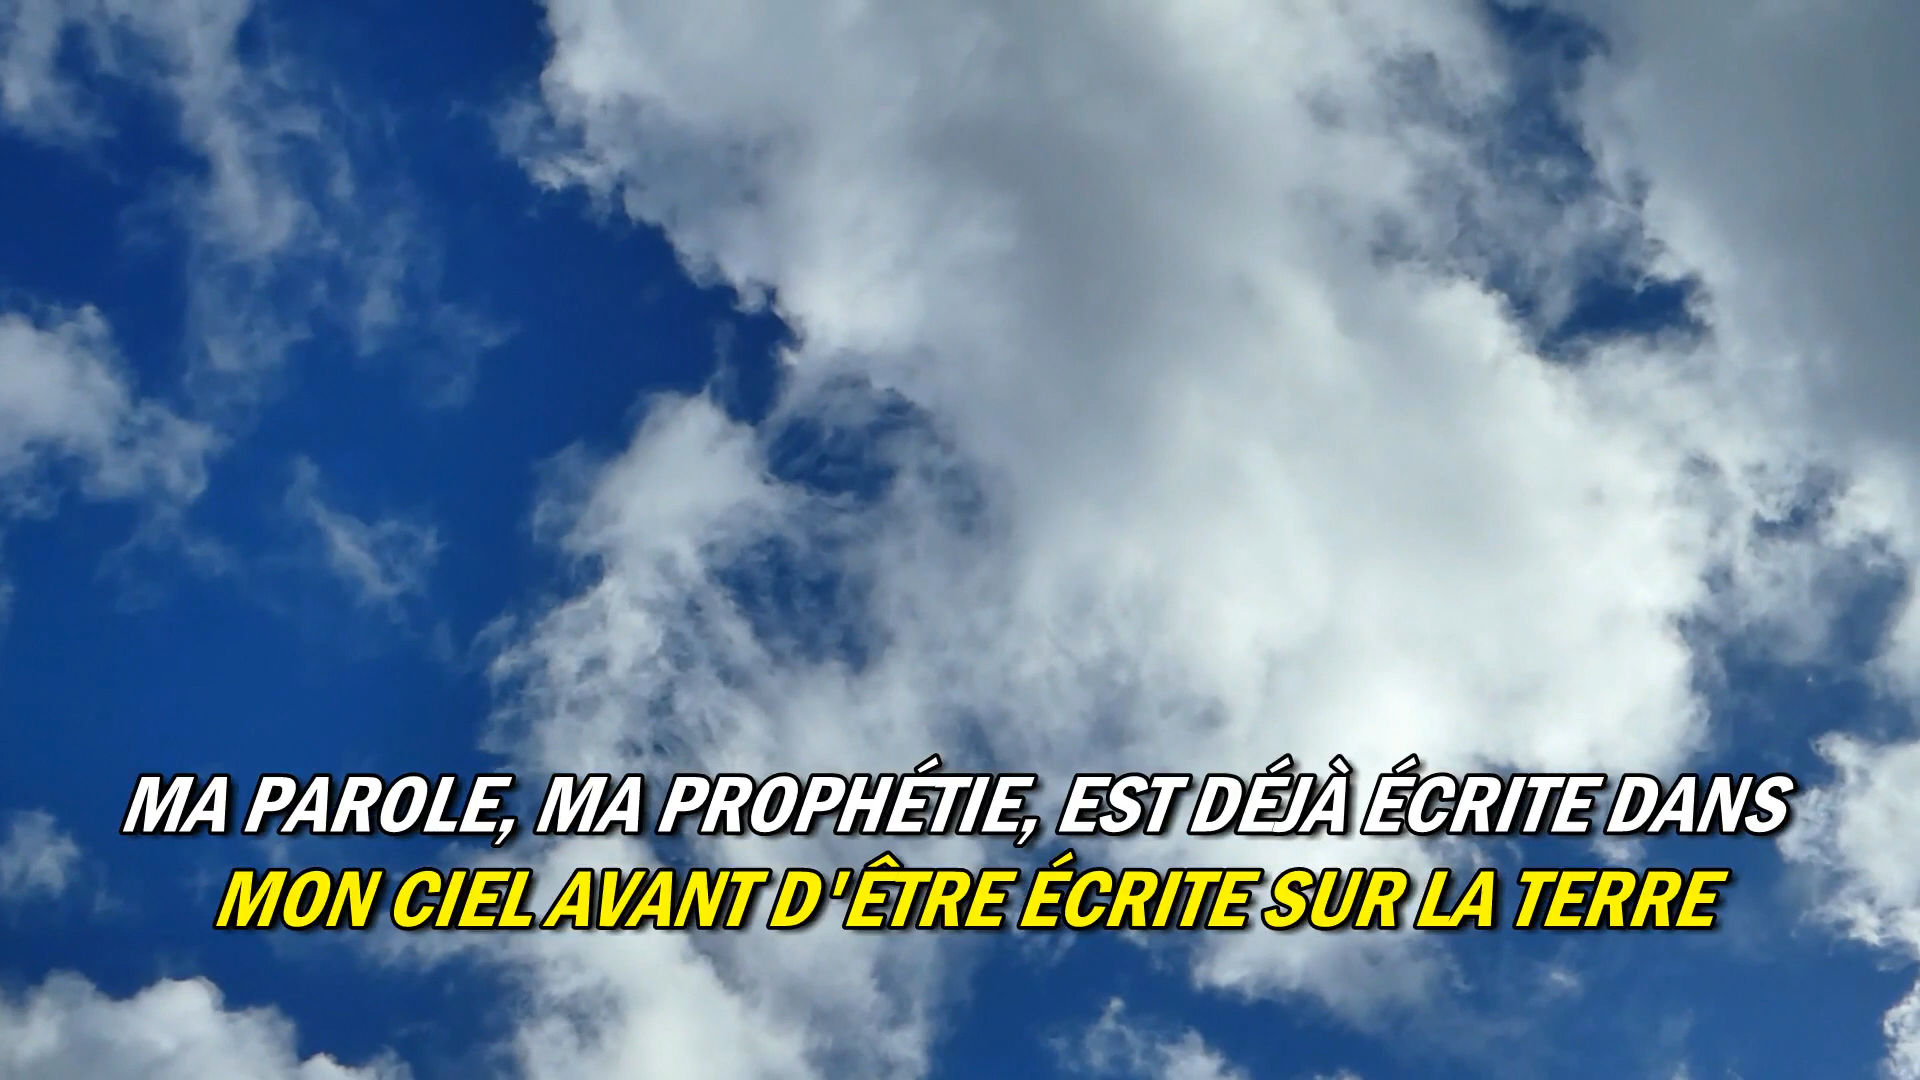 MA PAROLE, MA PROPHÉTIE, EST DÉJÀ ÉCRITE DANS
MON CIEL AVANT D'ÊTRE ÉCRITE SUR LA TERRE